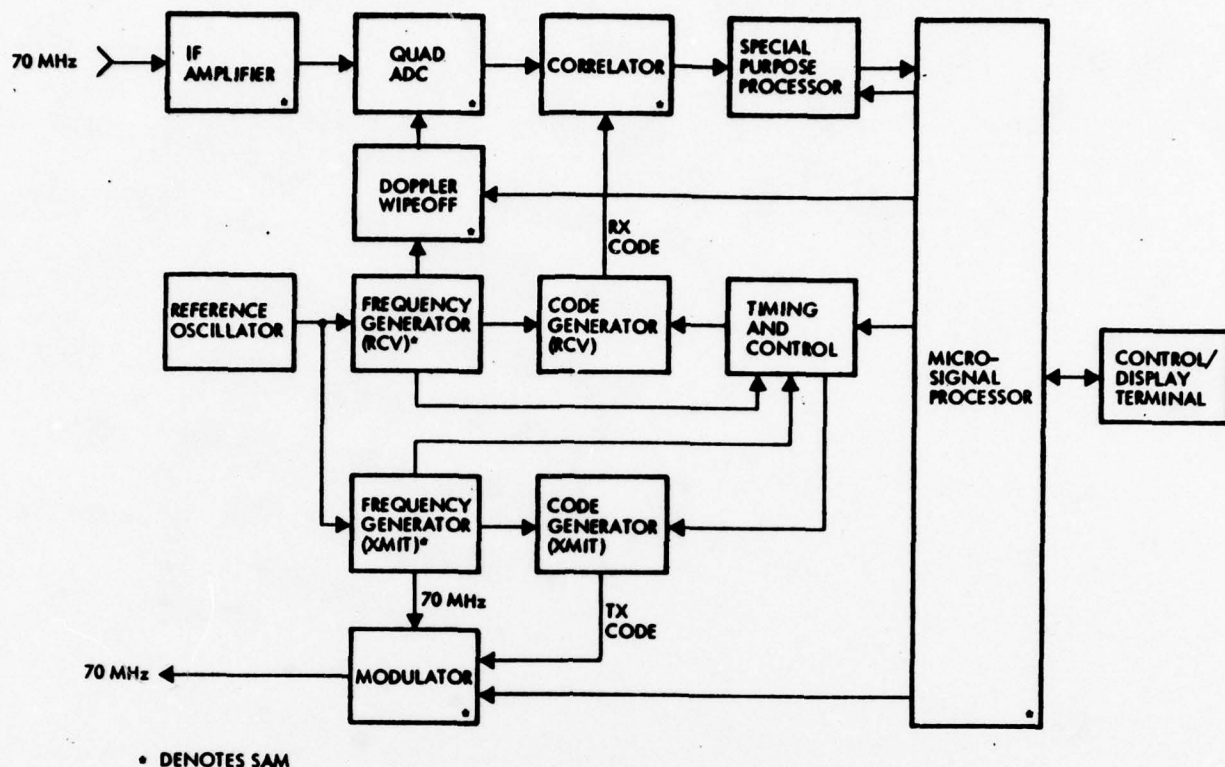 70 MHz
IF
AMPLIFIER
*
QUAD
ADC
*
CORRELATOR
*
SPECIAL
PURPOSE
PROCESSOR
DOPPLER
WIPEOFF
*
RX
CODE
REFERENCE
OSCILLATOR
FREQUENCY
GENERATOR
(RCV)*
CODE
GENERATOR
(RCV)
TIMING
AND
CONTROL
MICRO-
SIGNAL
PROCESSOR
*
CONTROL/
DISPLAY
TERMINAL
FREQUENCY
GENERATOR
(XMIT)*
CODE
GENERATOR
(XMIT)
70 MHz
TX
CODE
70 MHz
MODULATOR
*
* DENOTES SAM